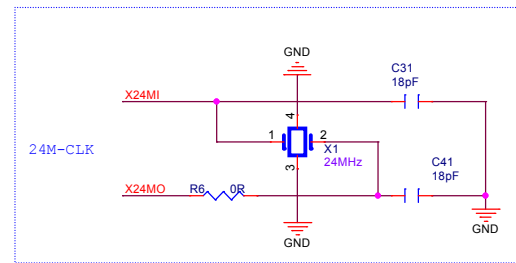 GND
C31
18pF
X24MI
4
1
2
X1
24MHz
24M-CLK
3
C41
18pF
X24MO
R6
0R
GND
GND